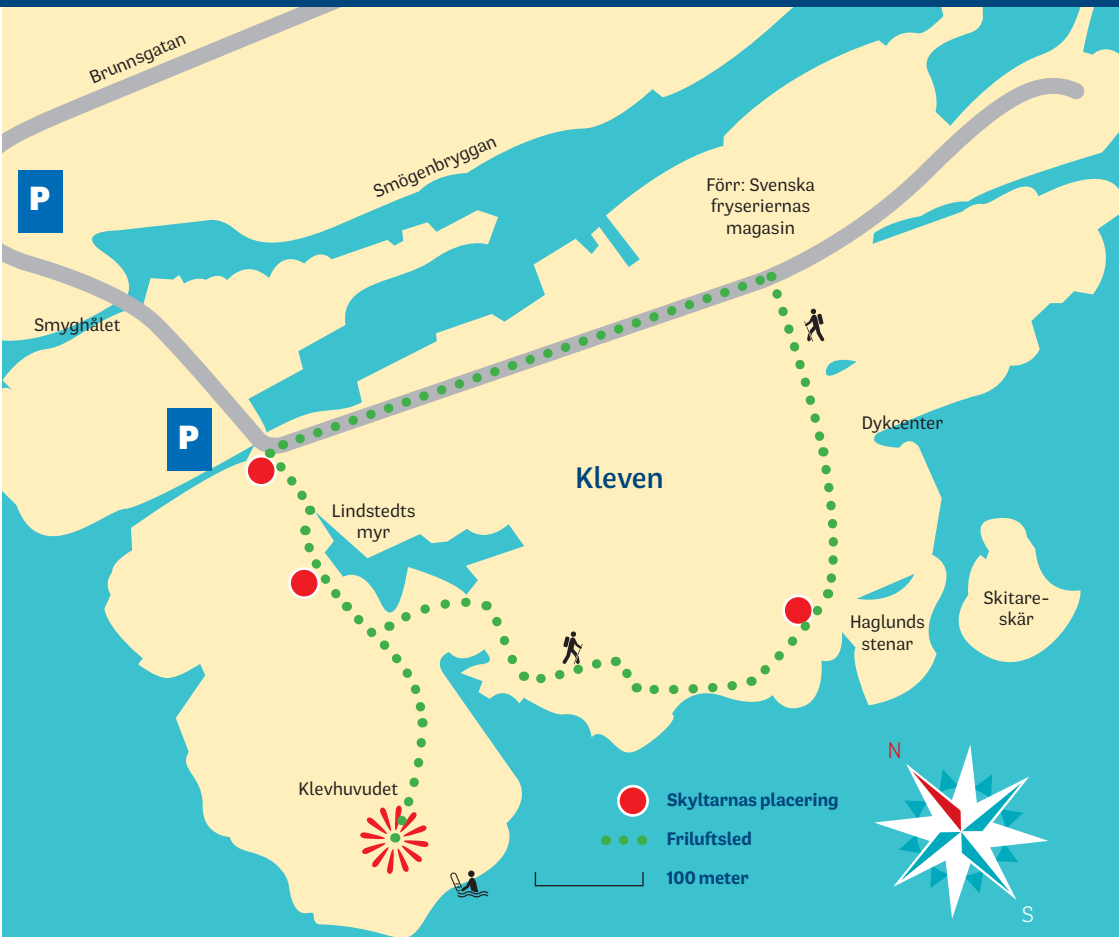 Brunnsgatan
Smögenbryggan
P
Förr: Svenska
fryseriernas
magasin
Smyghålet
P
Dykcenter
Kleven
Lindstedts
myr
Skitare-
skär
Haglunds
stenar
Klevhuvudet
N
Skyltarnas placering
Friluftsled
100 meter
S